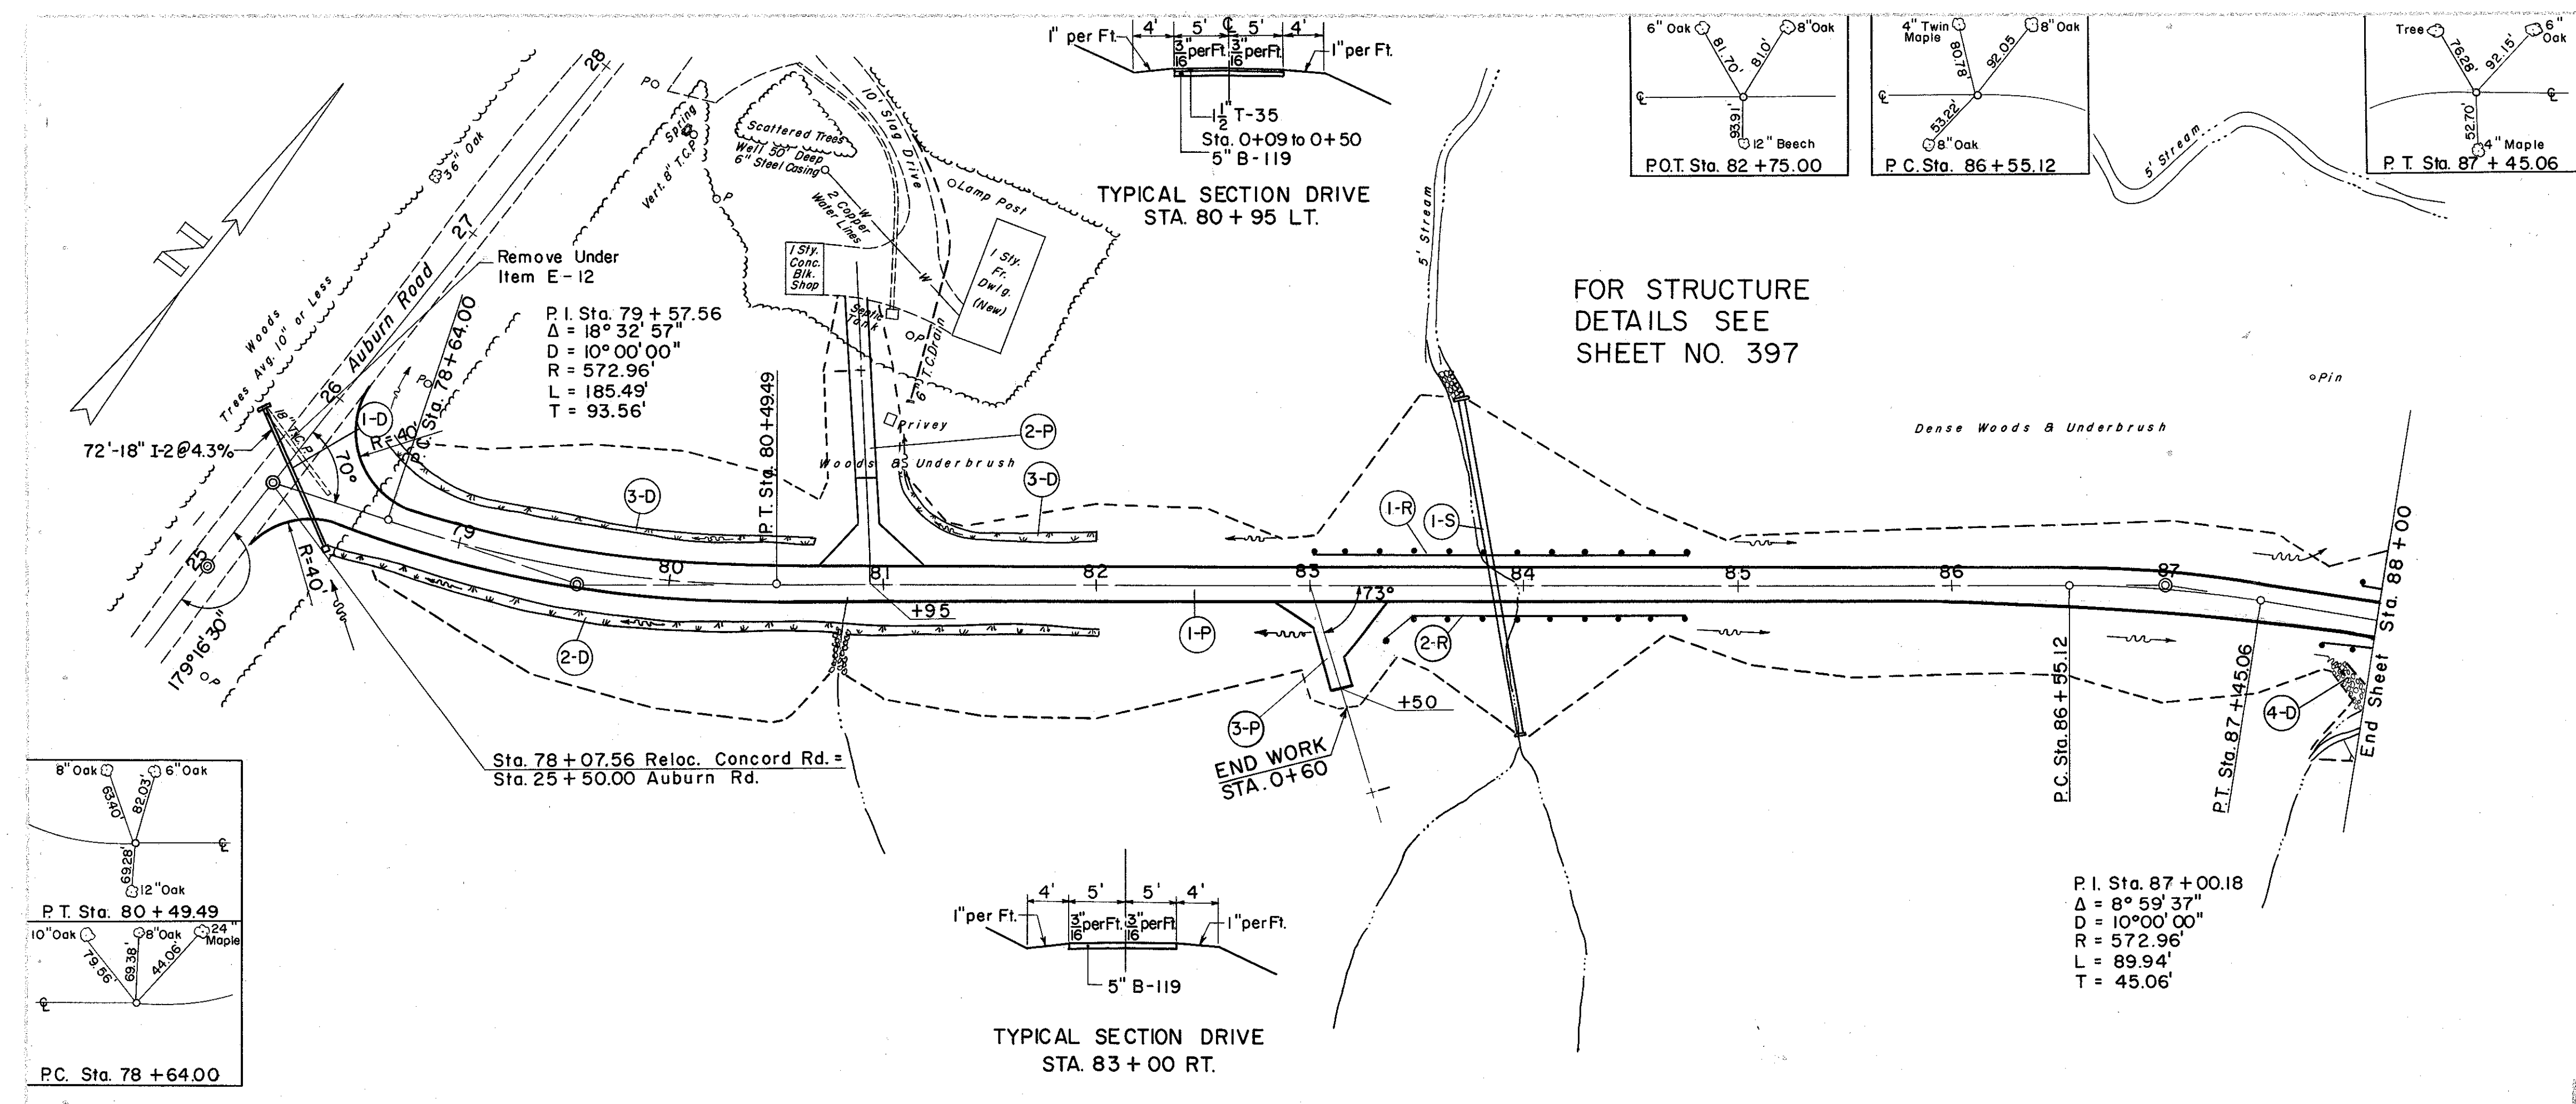 4' 5' ℄ 5' 4'
1" per Ft. 3/16" per Ft. 3/16" per Ft. 1" per Ft.
1 1/2" T-35
Sta. 0+09 to 0+50
5" B-119
TYPICAL SECTION DRIVE
STA. 80 + 95 LT.
6" Oak 8" Oak
81.70' 81.0'
℄
93.91'
12" Beech
P.O.T. Sta. 82 + 75.00
4" Twin
Maple
8" Oak
80.78' 92.05
℄
53.22'
8" Oak
P.C. Sta. 86 + 55.12
Tree 6"
Oak
76.28' 92.15'
℄
52.70'
4" Maple
P.T. Sta. 87 + 45.06
5' Stream
5' Stream
28
27
26
25
36" Oak
N
Woods
Trees Avg. 10" or Less
Auburn Road
Remove Under
Item E-12
PO
Spring
Vert. 8" T.C.P.
P
Scattered Trees
Well 50' Deep
6" Steel Casing
10' Slag Drive
Lamp Post
2 Copper
Water Lines
W
W
1 Sty.
Conc.
Blk.
Shop
1 Sty.
Fr.
Dwlg.
(New)
Septic
Tank
P
6" T.C. Drain
Privey
Woods & Underbrush
P.I. Sta. 79 + 57.56
Δ = 18° 32' 57"
D = 10° 00' 00"
R = 572.96'
L = 185.49'
T = 93.56'
P.C. Sta. 78+64.00
PO
P.T. Sta. 80+49.49
72'-18" I-2@4.3%
18" T.C.P.
1-D
R=40'
70°
R=40'
179°16'30"
P
3-D
2-P
3-D
2-D
79 80 81 82 83 84 85 86 87
+95
1-P
73°
+50
3-P
END WORK
STA. 0+60
1-R
1-S
2-R
4-D
FOR STRUCTURE
DETAILS SEE
SHEET NO. 397
Pin
Dense Woods & Underbrush
P.C. Sta. 86+55.12
P.T. Sta. 87+45.06
End Sheet Sta. 88+00
Sta. 78+07.56 Reloc. Concord Rd. =
Sta. 25+50.00 Auburn Rd.
8" Oak 6" Oak
63.40' 82.03'
℄
69.28'
12" Oak
P.T. Sta. 80 + 49.49
10" Oak 8" Oak 24"
Maple
79.56' 69.38' 44.06'
℄
P.C. Sta. 78 + 64.00
4' 5' 5' 4'
1" per Ft. 3/16" per Ft. 3/16" per Ft. 1" per Ft.
5" B-119
TYPICAL SECTION DRIVE
STA. 83 + 00 RT.
P.I. Sta. 87 + 00.18
Δ = 8° 59' 37"
D = 10°00' 00"
R = 572.96'
L = 89.94'
T = 45.06'